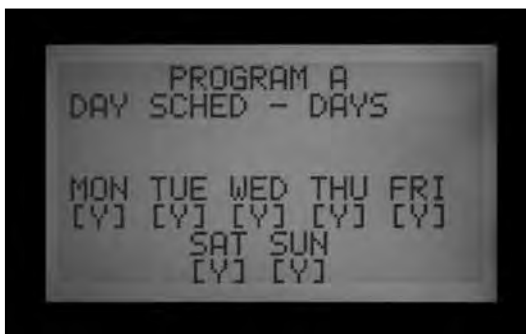 PROGRAM A
DAY SCHED - DAYS
MON TUE WED THU FRI
[Y] [Y] [Y] [Y] [Y]
SAT SUN
[Y] [Y]